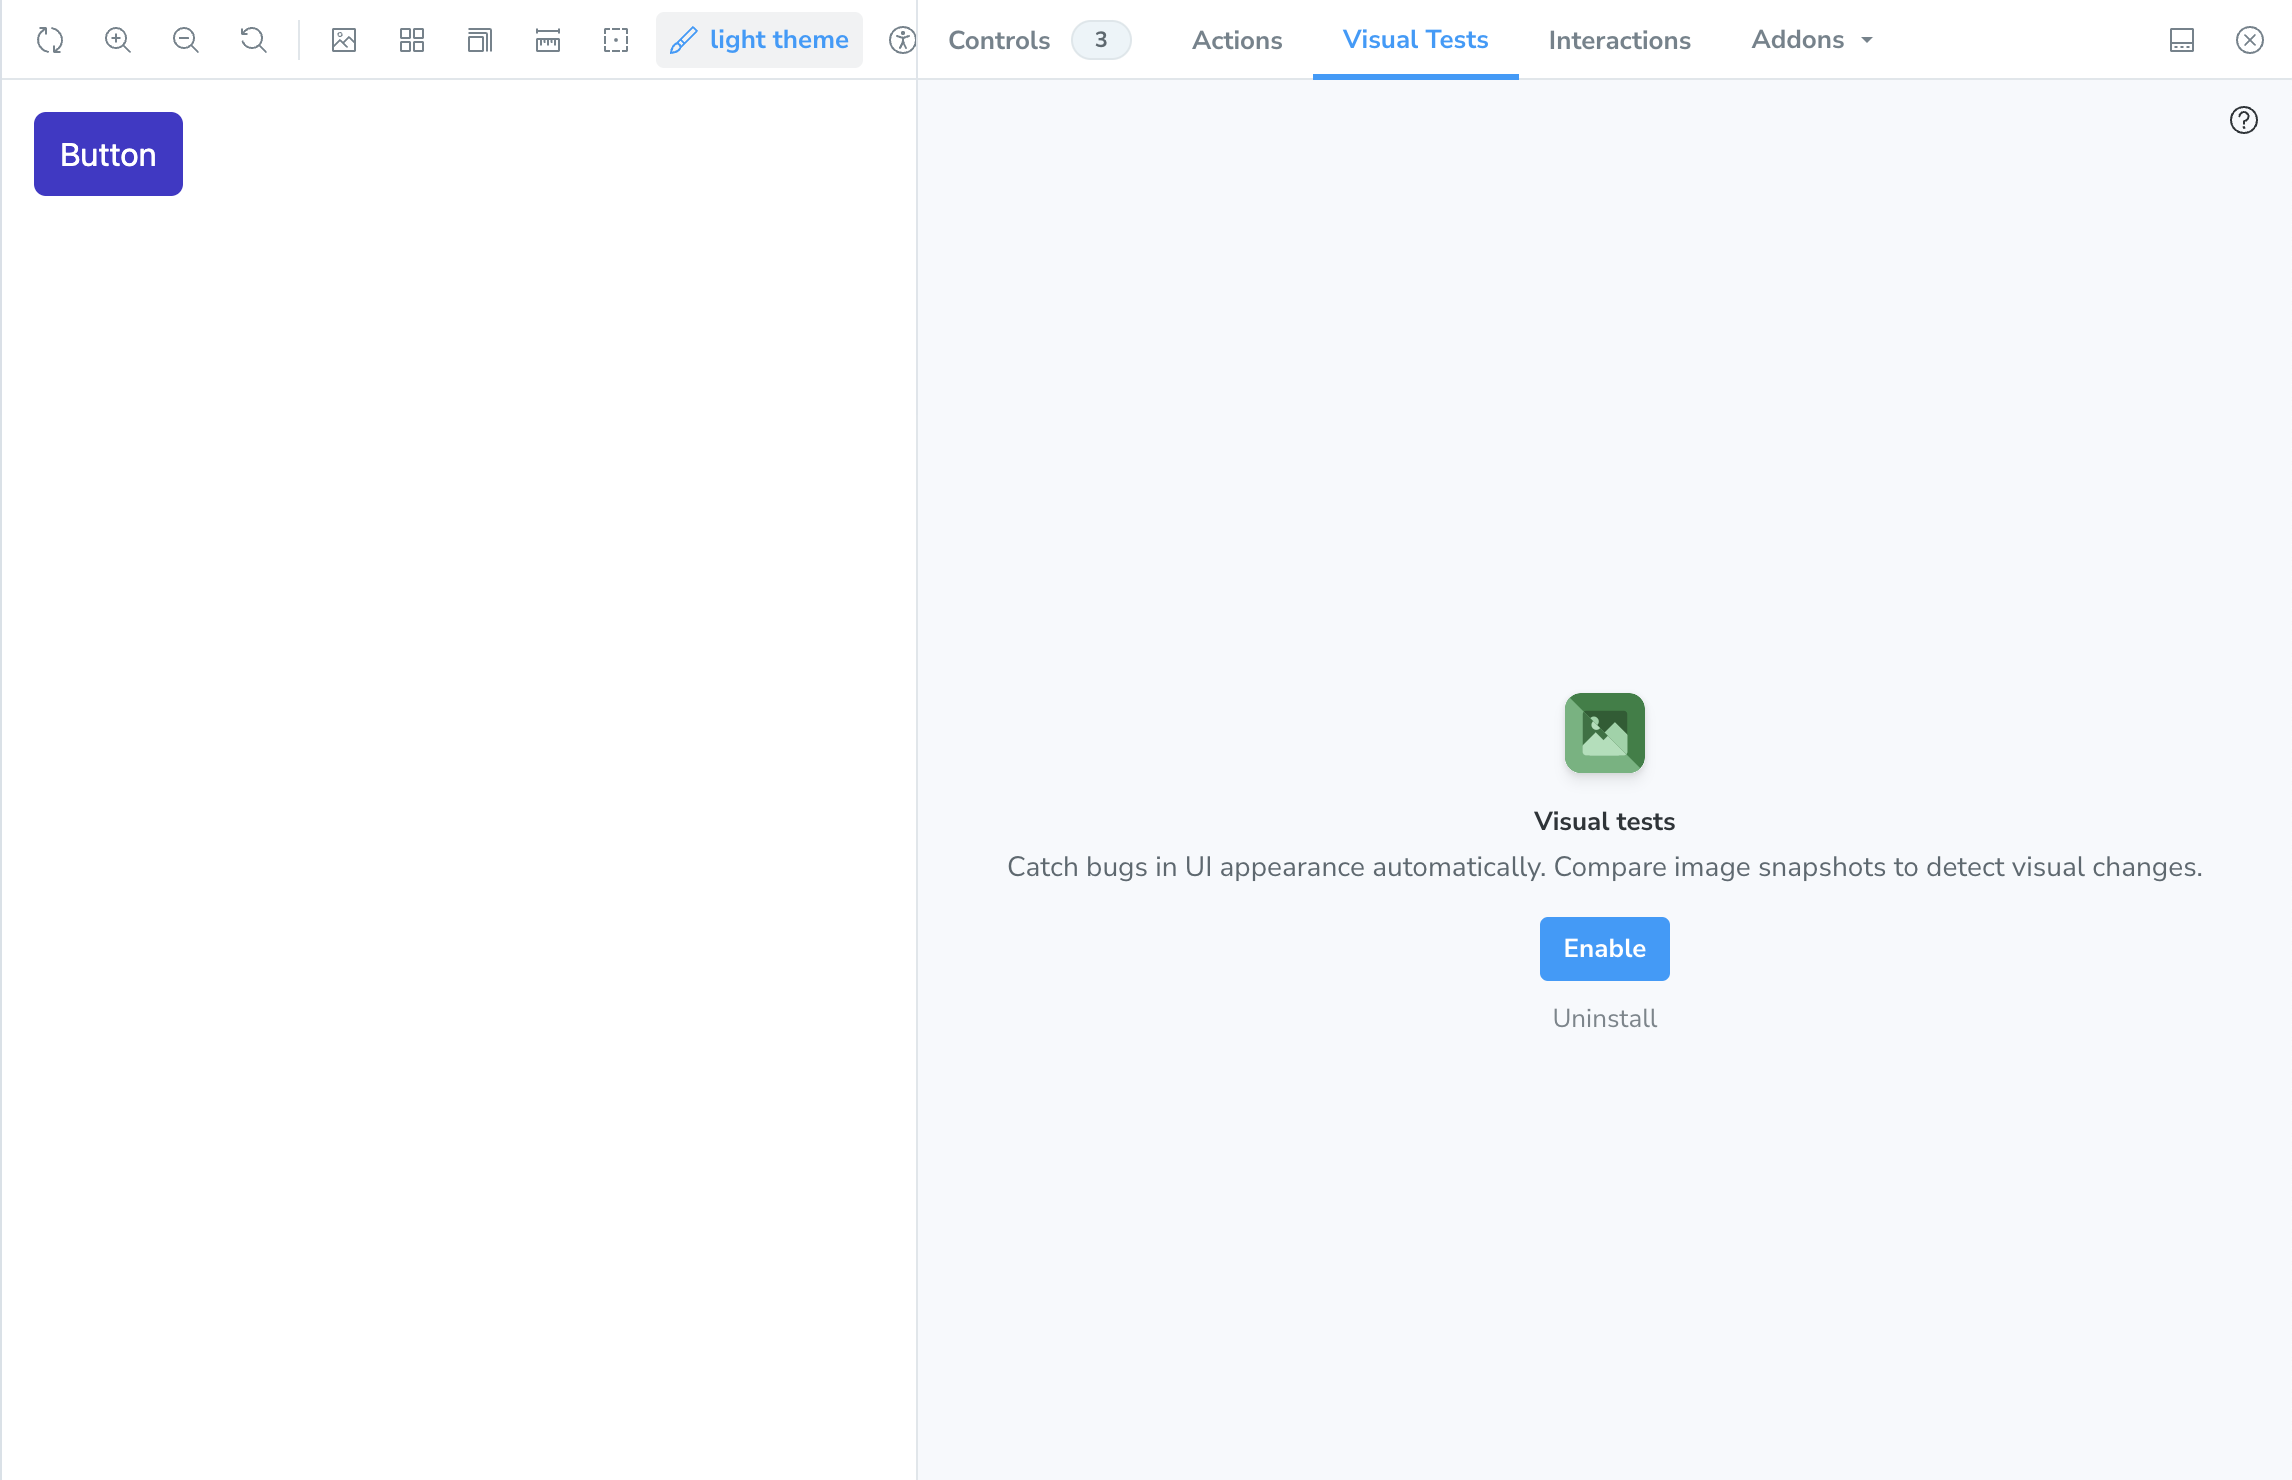 light theme
Controls 3 Actions Visual Tests Interactions Addons
Button
Visual tests
Catch bugs in UI appearance automatically. Compare image snapshots to detect visual changes.
Enable
Uninstall